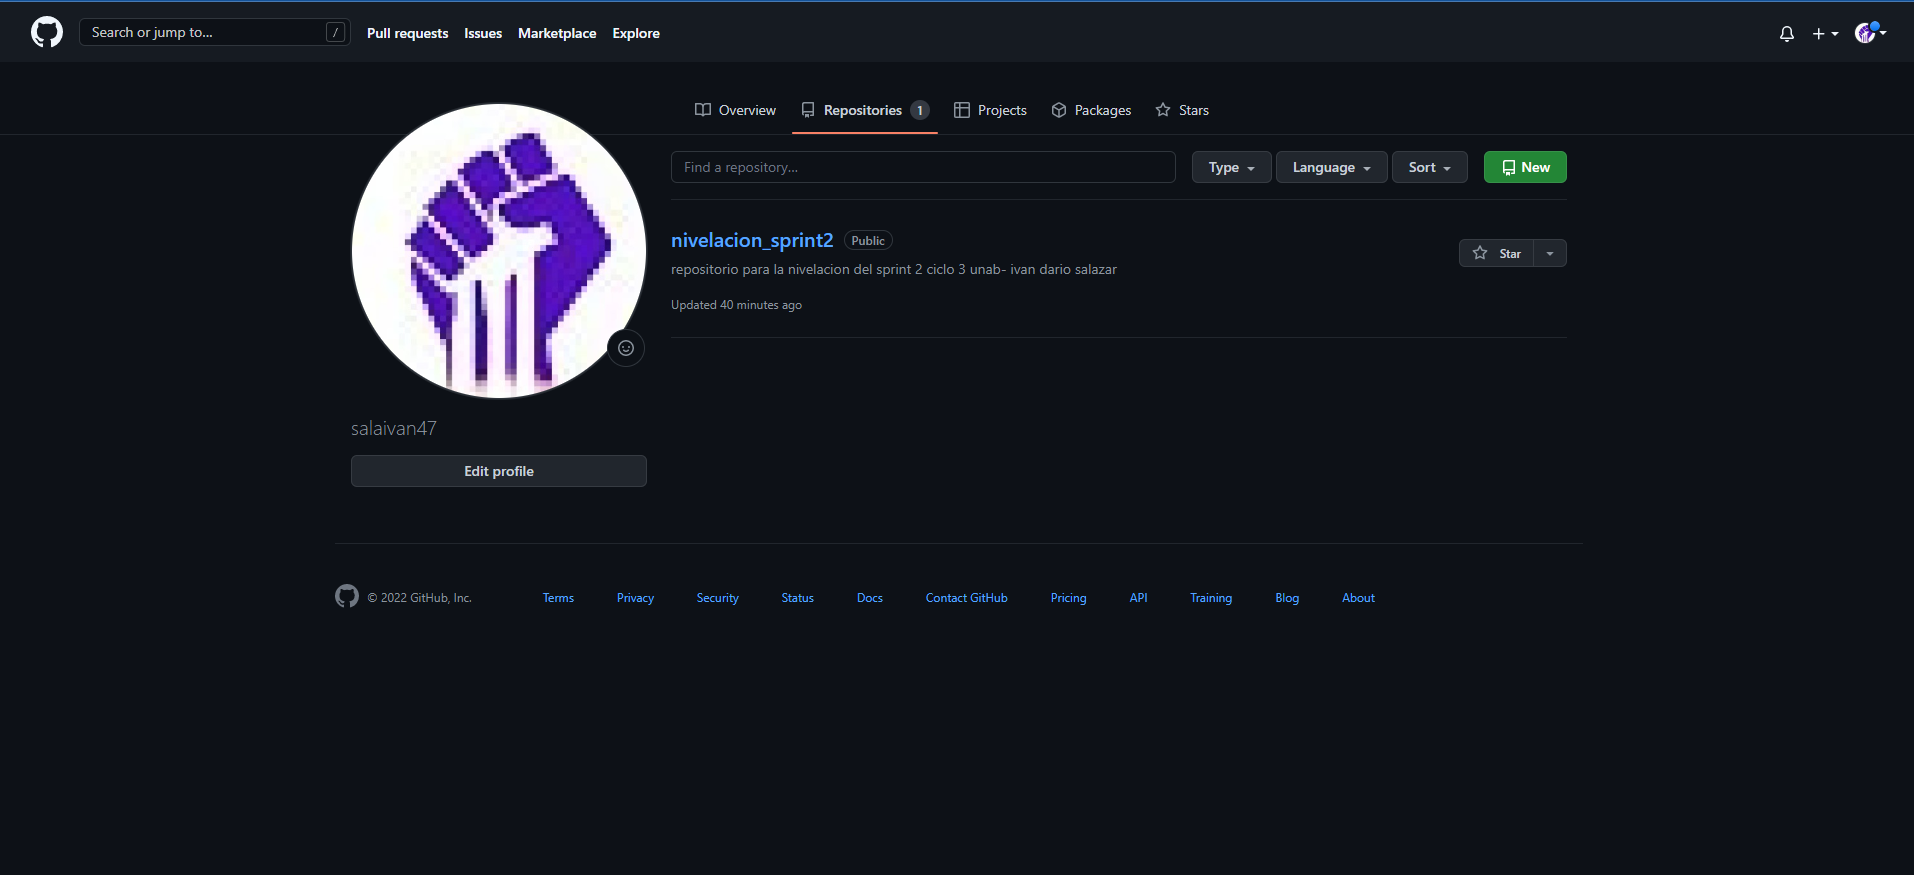 Search or jump to... /
Pull requests Issues Marketplace Explore
Overview Repositories 1 Projects Packages Stars
Find a repository... Type Language Sort New
nivelacion_sprint2 Public
Star
repositorio para la nivelacion del sprint 2 ciclo 3 unab- ivan dario salazar
Updated 40 minutes ago
salaivan47
Edit profile
© 2022 GitHub, Inc. Terms Privacy Security Status Docs Contact GitHub Pricing API Training Blog About